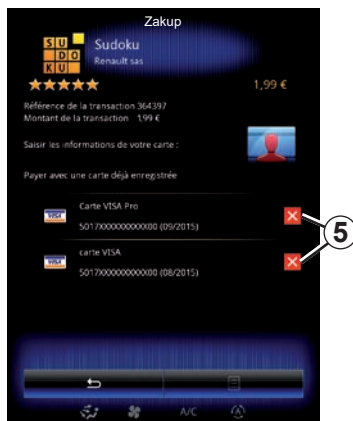 Zakup
SU
DO
KU
Sudoku
Renault sas
1,99 €
Référence de la transaction 364397
Montant de la transaction 1,99 €
Saisir les informations de votre carte :
Payer avec une carte déjà enregistrée
Carte VISA Pro
VISA
5017XXXXXXXXXX00 (09/2015)
carte VISA
VISA
5017XXXXXXXXXX00 (08/2015)
5
A/C
A